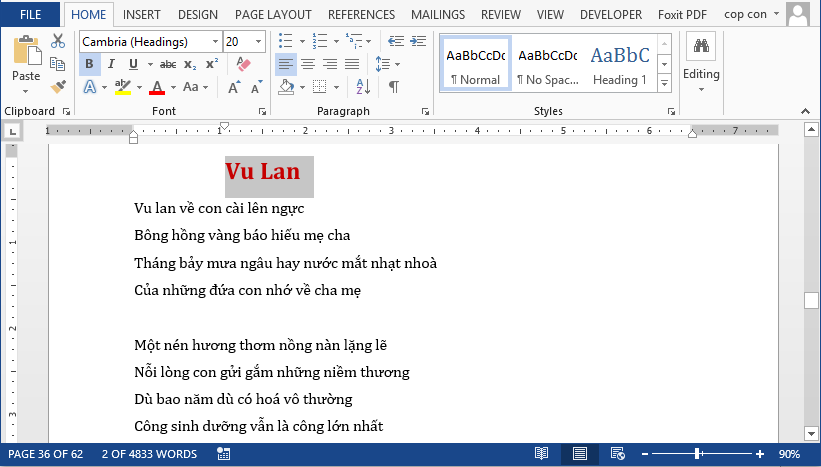 FILE HOME INSERT DESIGN PAGE LAYOUT REFERENCES MAILINGS REVIEW VIEW DEVELOPER Foxit PDF cop con
Cambria (Headings) 20
Paste
B I U abc x₂ x²
A A Aa A A
AaBbCcDc AaBbCcDc AaBbC
¶ Normal ¶ No Spac... Heading 1
Editing
Clipboard Font Paragraph Styles
1 1 2 3 4 5 6 7
Vu Lan
Vu lan về con cài lên ngực
Bông hồng vàng báo hiếu mẹ cha
Tháng bảy mưa ngâu hay nước mắt nhạt nhoà
Của những đứa con nhớ về cha mẹ
Một nén hương thơm nồng nàn lặng lẽ
Nỗi lòng con gửi gắm những niềm thương
Dù bao năm dù có hoá vô thường
Công sinh dưỡng vẫn là công lớn nhất
1
2
3
PAGE 36 OF 62 2 OF 4833 WORDS 90%